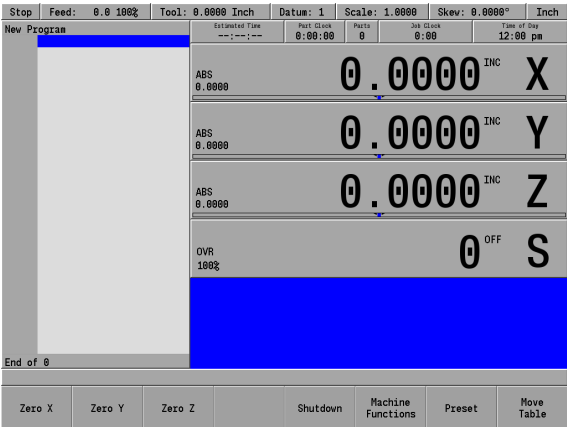 Stop Feed: 0.0 100% Tool: 0.0000 Inch Datum: 1 Scale: 1.0000 Skew: 0.0000° Inch
New Program
Estimated Time Part Clock Parts Job Clock Time of Day
--:--:-- 0:00:00 0 0:00 12:00 pm
ABS 0.0000 INC X
0.0000
ABS 0.0000 INC Y
0.0000
ABS 0.0000 INC Z
0.0000
OVR 0 OFF S
100%
End of 0
Zero X Zero Y Zero Z Shutdown Machine Functions Preset Move Table